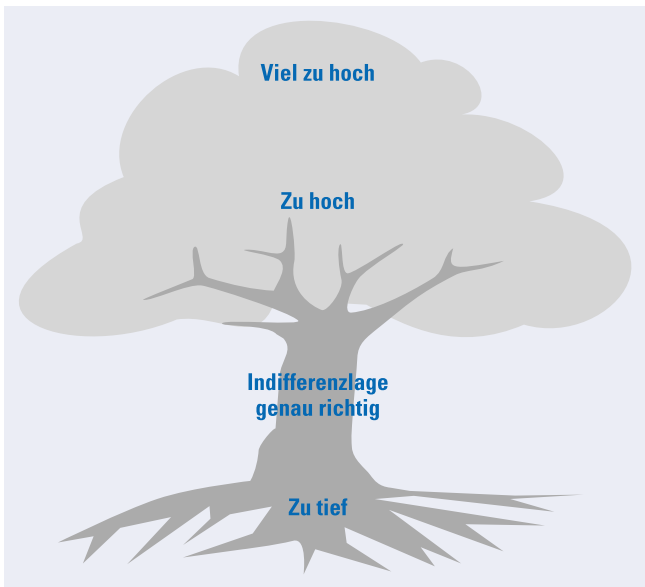 Viel zu hoch
Zu hoch
Indifferenzlage
genau richtig
Zu tief